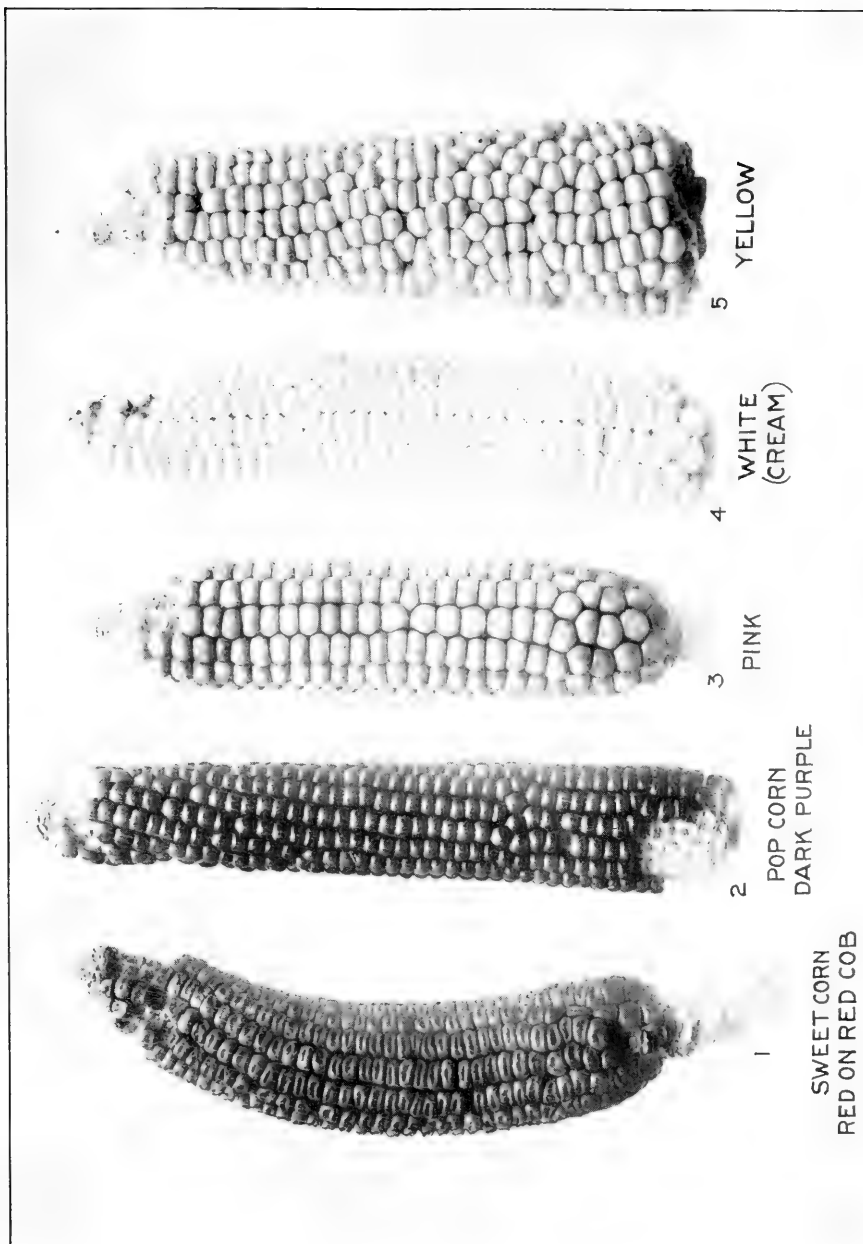 1
SWEET CORN
RED ON RED COB
2
POP CORN
DARK PURPLE
3
PINK
4
WHITE
(CREAM)
5
YELLOW